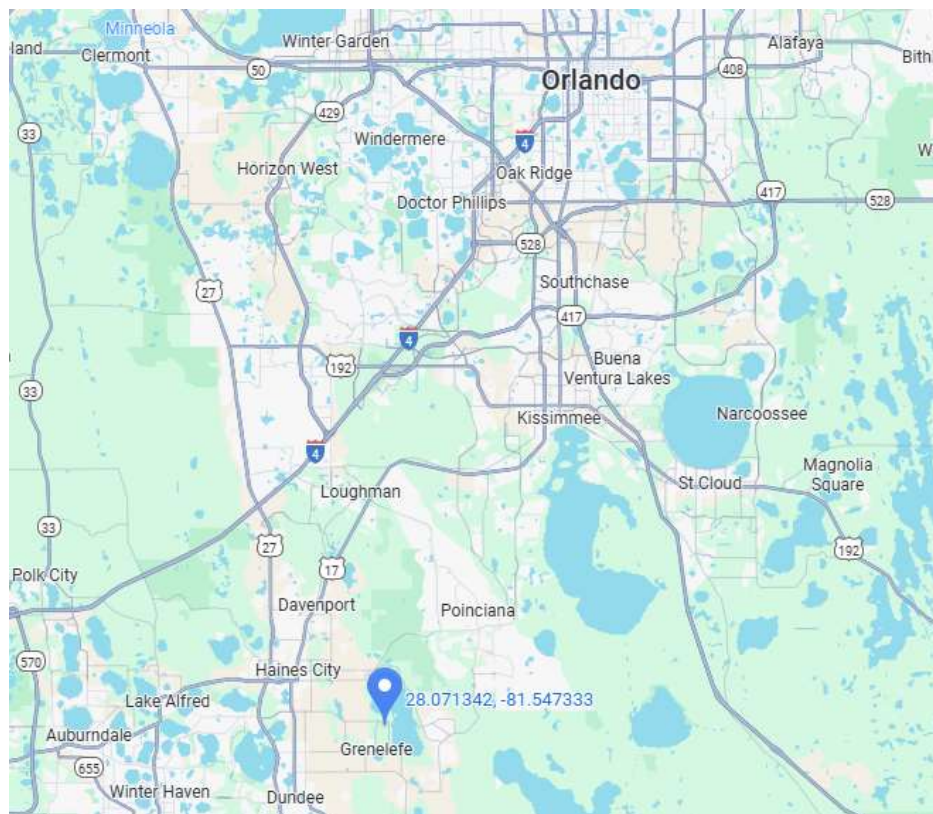 Minneola
land
Clermont
Winter Garden
Alafaya
Bith
50
408
Orlando
33
429
Windermere
4
Horizon West
Oak Ridge
W
417
Doctor Phillips
528
528
27
Southchase
417
4
192
Buena
Ventura Lakes
33
Kissimmee
Narcoossee
4
Loughman
St Cloud
Magnolia
Square
33
27
192
17
Polk City
Davenport
Poinciana
570
Haines City
Lake Alfred
28.071342, -81.547333
Auburndale
Grenelefe
655
Winter Haven
Dundee